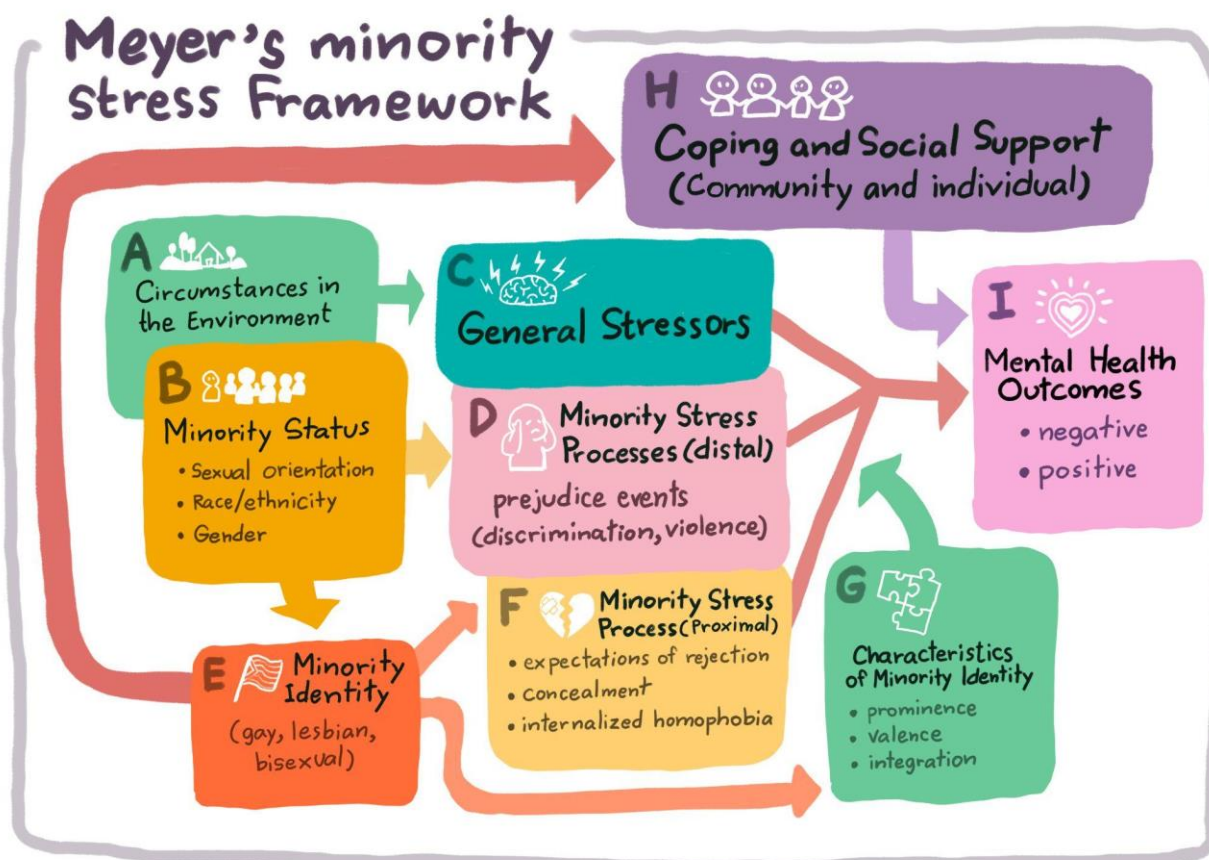 Meyer's minority
stress Framework
H
Coping and Social Support
(Community and individual)
A
Circumstances in
the Environment
B
Minority Status
• Sexual orientation
• Race/ethnicity
• Gender
C
General Stressors
D
Minority Stress
Processes (distal)
prejudice events
(discrimination, violence)
E
Minority
Identity
(gay, lesbian,
bisexual)
F
Minority Stress
Process (Proximal)
• expectations of rejection
• concealment
• internalized homophobia
G
Characteristics
of Minority Identity
• prominence
• Valence
• integration
I
Mental Health
Outcomes
• negative
• positive